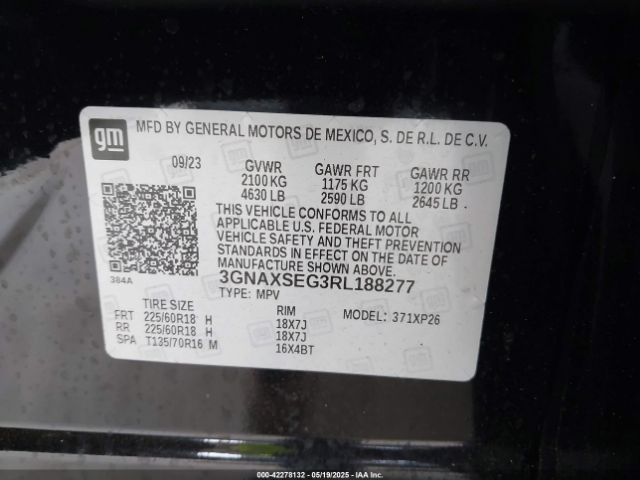 gm
MFD BY GENERAL MOTORS DE MEXICO, S. DE R.L. DE C.V.
09/23 GVWR GAWR FRT GAWR RR
2100 KG 1175 KG 1200 KG
4630 LB 2590 LB 2645 LB
THIS VEHICLE CONFORMS TO ALL
APPLICABLE U.S. FEDERAL MOTOR
VEHICLE SAFETY AND THEFT PREVENTION
STANDARDS IN EFFECT ON THE DATE OF
MANUFACTURE SHOWN ABOVE.
384A
3GNAXSEG3RL188277
TYPE: MPV
TIRE SIZE RIM MODEL: 371XP26
FRT 225/60R18 H 18X7J
RR 225/60R18 H 18X7J
SPA T135/70R16 M 16X4BT
000-42278132 - 05/19/2025 - IAAI.COM